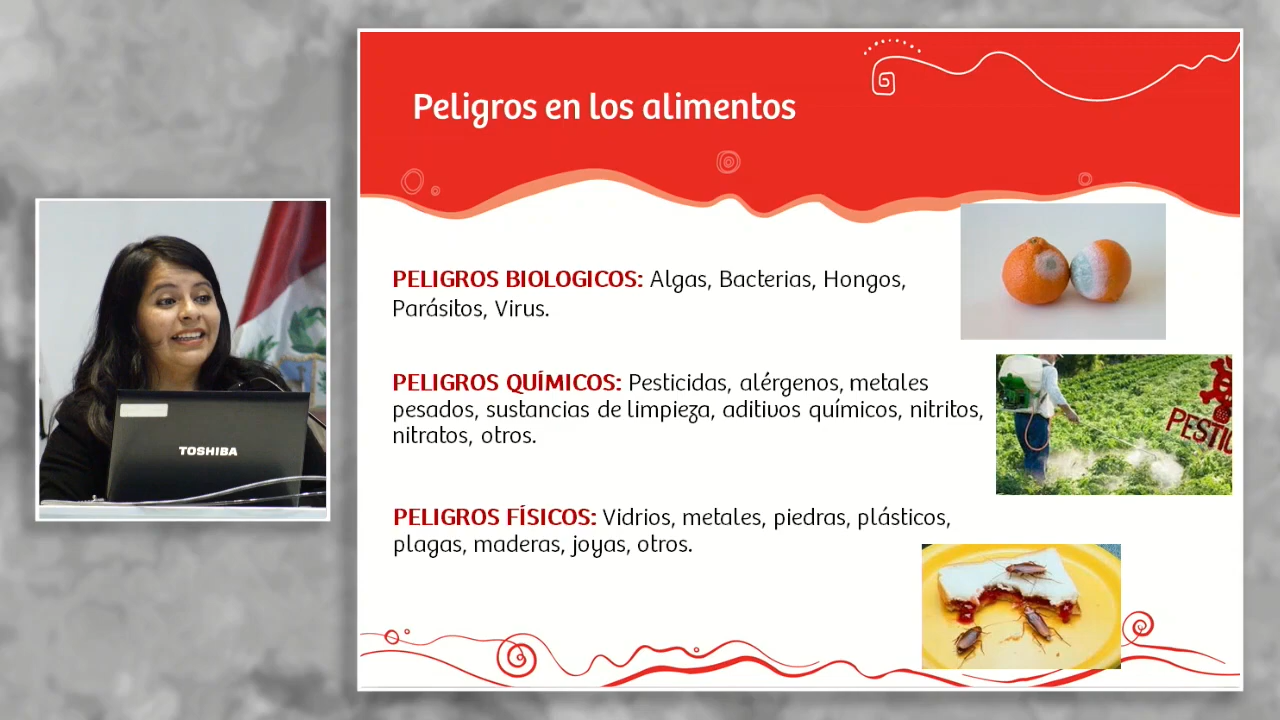 Peligros en los alimentos
PELIGROS BIOLOGICOS: Algas, Bacterias, Hongos,
Parásitos, Virus.
PELIGROS QUÍMICOS: Pesticidas, alérgenos, metales
pesados, sustancias de limpieza, aditivos químicos, nitritos,
nitratos, otros.
PELIGROS FÍSICOS: Vidrios, metales, piedras, plásticos,
plagas, maderas, joyas, otros.
TOSHIBA
PESTIC